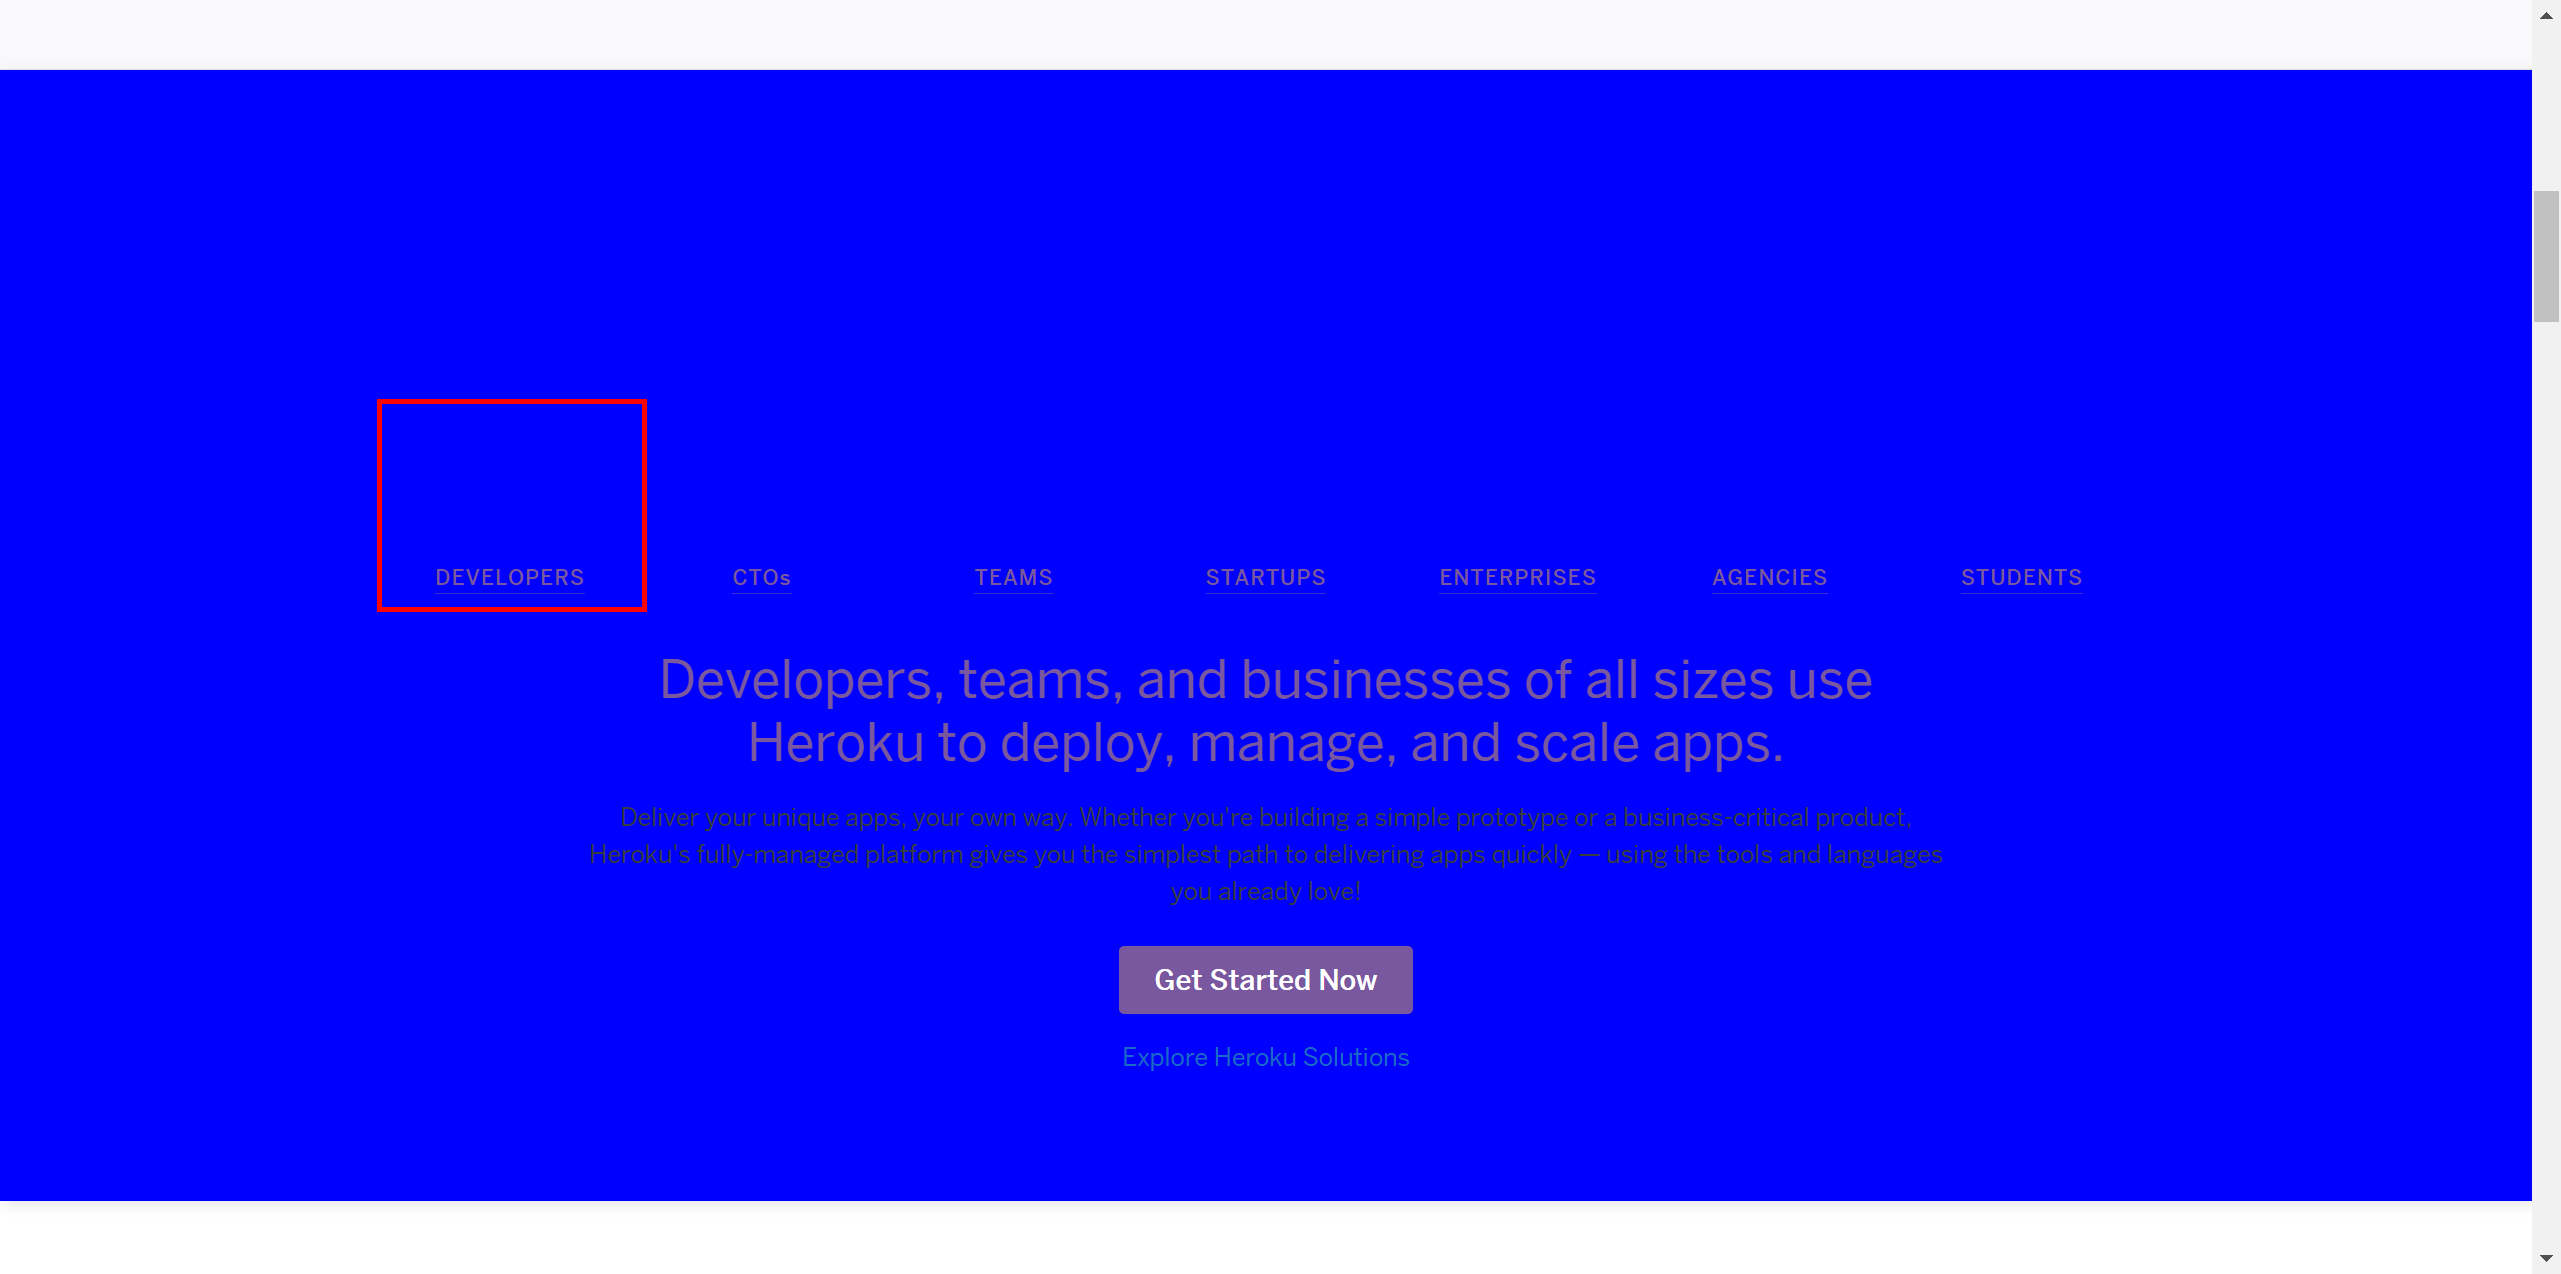 DEVELOPERS CTOs TEAMS STARTUPS ENTERPRISES AGENCIES STUDENTS
Developers, teams, and businesses of all sizes use
Heroku to deploy, manage, and scale apps.
Deliver your unique apps, your own way. Whether you're building a simple prototype or a business-critical product,
Heroku's fully-managed platform gives you the simplest path to delivering apps quickly — using the tools and languages
you already love!
Get Started Now
Explore Heroku Solutions